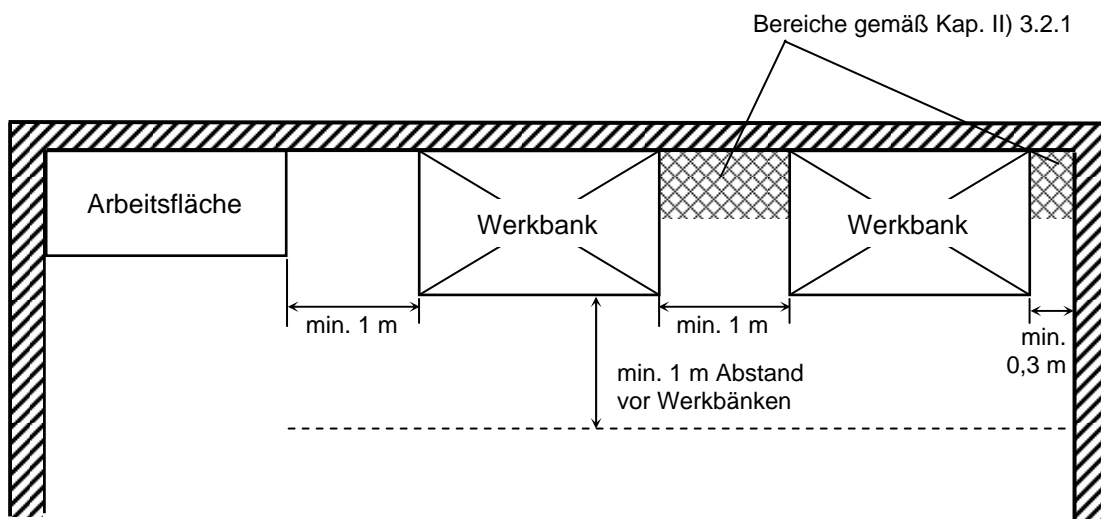 Bereiche gemäß Kap. II) 3.2.1
Arbeitsfläche
Werkbank
Werkbank
min. 1 m
min. 1 m
min.
0,3 m
min. 1 m Abstand
vor Werkbänken